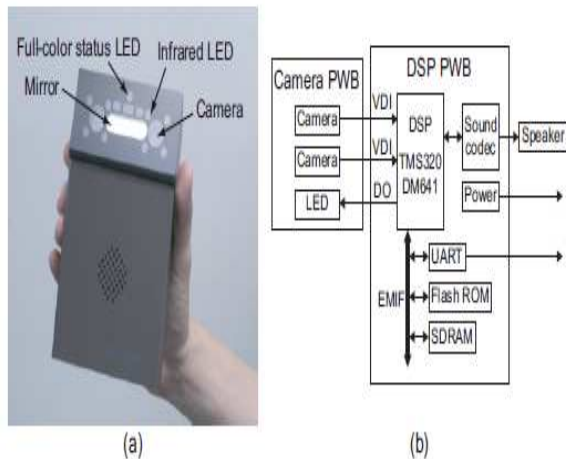 Full-color status LED
Infrared LED
Mirror
Camera
(a)
Camera PWB
DSP PWB
Camera
VDI
Camera
VDI
LED
DO
DSP
TMS320
DM641
Sound
codec
Speaker
Power
UART
EMIF
Flash ROM
SDRAM
(b)